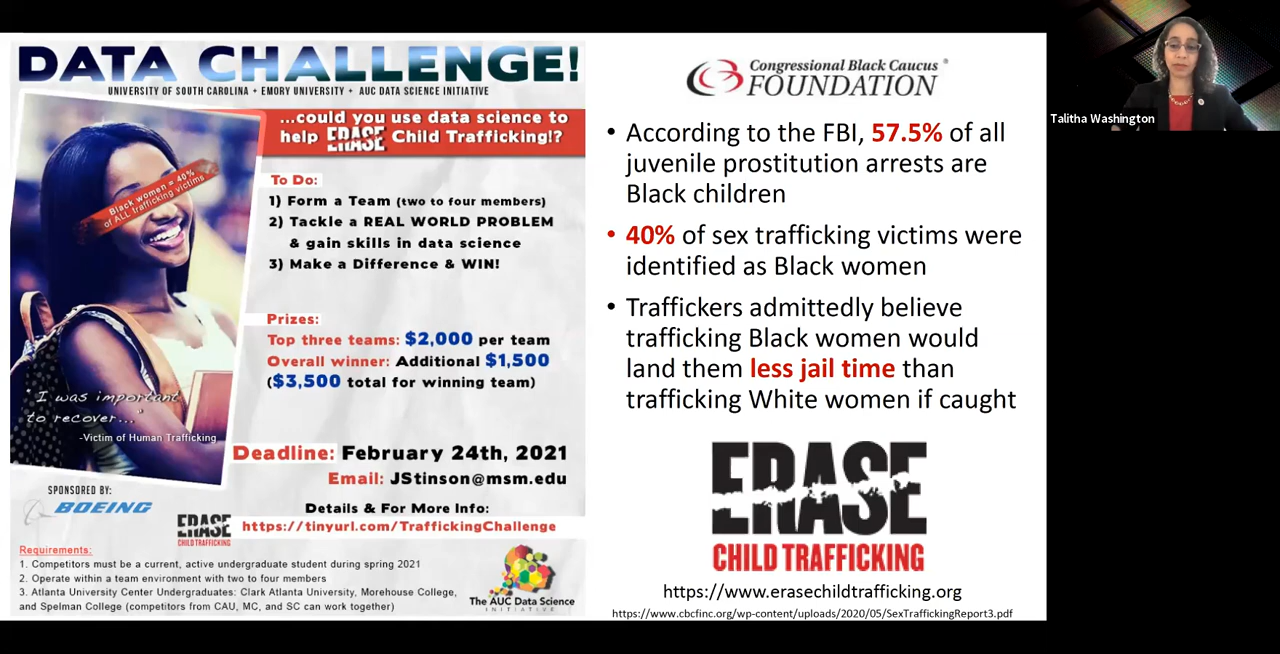 DATA CHALLENGE!
UNIVERSITY OF SOUTH CAROLINA + EMORY UNIVERSITY + AUC DATA SCIENCE INITIATIVE
...could you use data science to
help ERASE Child Trafficking!?
Black women = 40%
of ALL trafficking victims
To Do:
1) Form a Team (two to four members)
2) Tackle a REAL WORLD PROBLEM
& gain skills in data science
3) Make a Difference & WIN!
Prizes:
Top three teams: $2,000 per team
Overall winner: Additional $1,500
($3,500 total for winning team)
"I was important
to recover..."
-Victim of Human Trafficking
Deadline: February 24th, 2021
Email: JStinson@msm.edu
SPONSORED BY:
BOEING
Details & For More Info:
ERASE
CHILD TRAFFICKING
https://tinyurl.com/TraffickingChallenge
Requirements:
1. Competitors must be a current, active undergraduate student during spring 2021
2. Operate within a team environment with two to four members
3. Atlanta University Center Undergraduates: Clark Atlanta University, Morehouse College,
and Spelman College (competitors from CAU, MC, and SC can work together)
The AUC Data Science
INITIATIVE
Congressional Black Caucus
FOUNDATION
• According to the FBI, 57.5% of all
juvenile prostitution arrests are
Black children
• 40% of sex trafficking victims were
identified as Black women
• Traffickers admittedly believe
trafficking Black women would
land them less jail time than
trafficking White women if caught
ERASE
CHILD TRAFFICKING
https://www.erasechildtrafficking.org
https://www.cbcfinc.org/wp-content/uploads/2020/05/SexTraffickingReport3.pdf
Talitha Washington